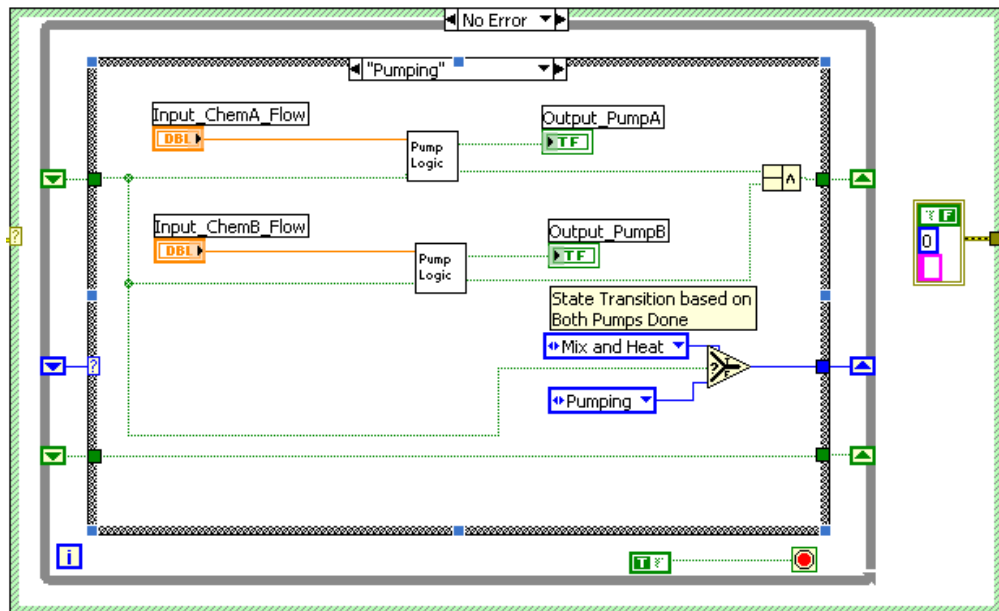 No Error
"Pumping"
Input_ChemA_Flow
DBL
Pump
Logic
Output_PumpA
TF
Input_ChemB_Flow
DBL
Pump
Logic
Output_PumpB
TF
State Transition based on
Both Pumps Done
Mix and Heat
Pumping
?
T
F
?
?
F
0
i
T